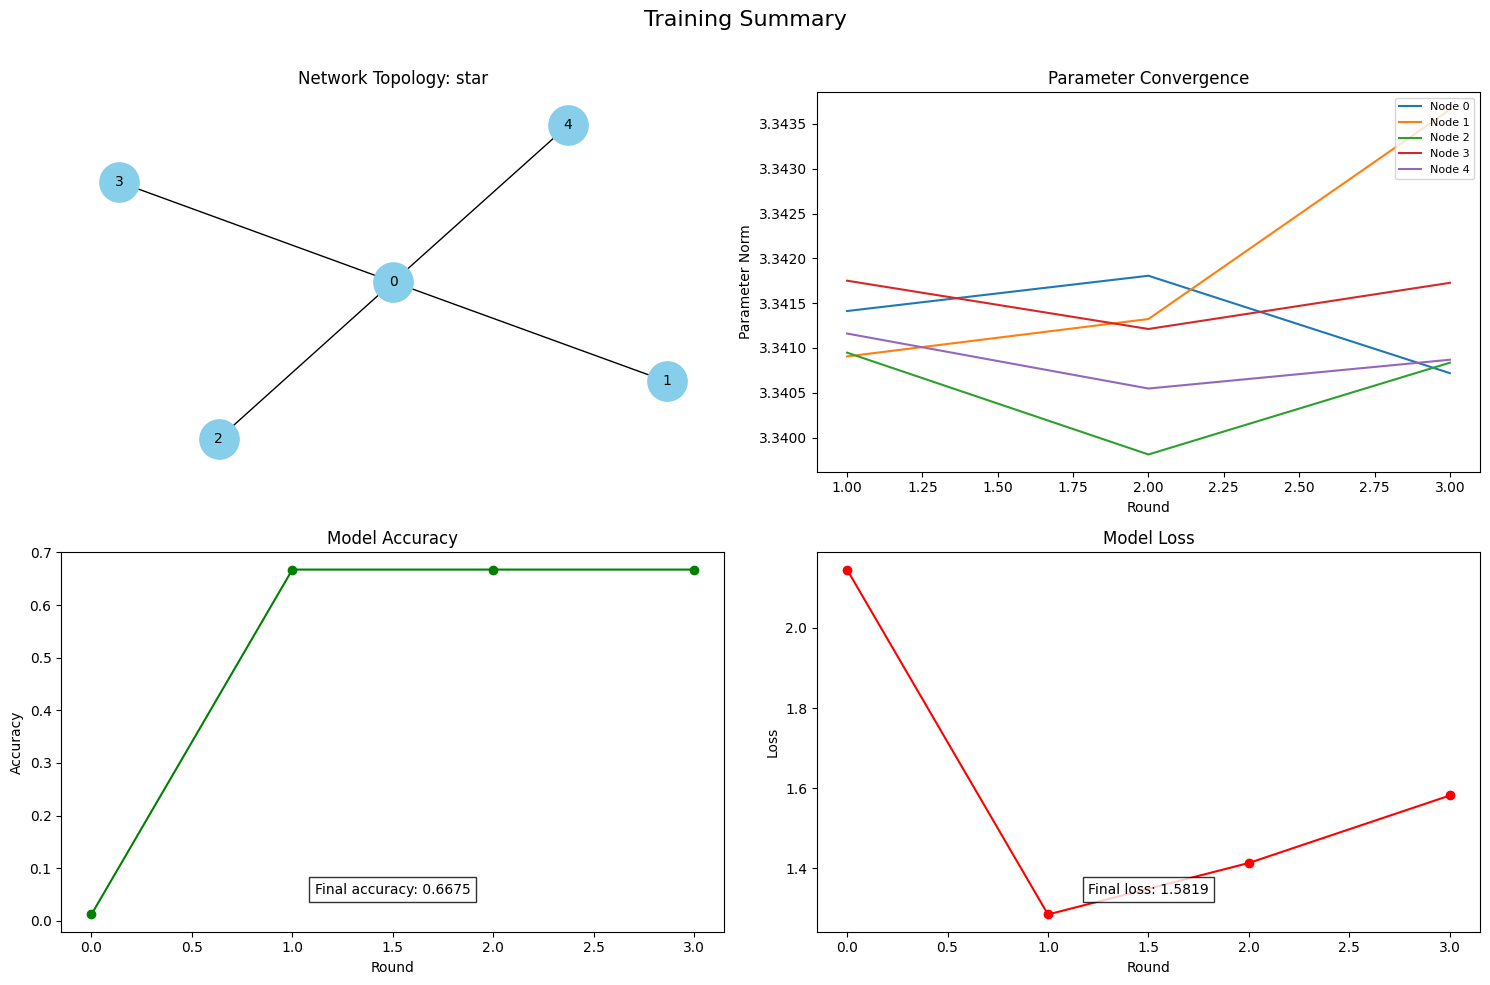 Training Summary
Network Topology: star
4
3
0
1
2
Parameter Convergence
Node 0
Node 1
Node 2
Node 3
Node 4
Parameter Norm
3.3435
3.3430
3.3425
3.3420
3.3415
3.3410
3.3405
3.3400
1.00 1.25 1.50 1.75 2.00 2.25 2.50 2.75 3.00
Round
Model Accuracy
Accuracy
0.7
0.6
0.5
0.4
0.3
0.2
0.1
0.0
Final accuracy: 0.6675
0.0 0.5 1.0 1.5 2.0 2.5 3.0
Round
Model Loss
Loss
2.0
1.8
1.6
1.4
Final loss: 1.5819
0.0 0.5 1.0 1.5 2.0 2.5 3.0
Round